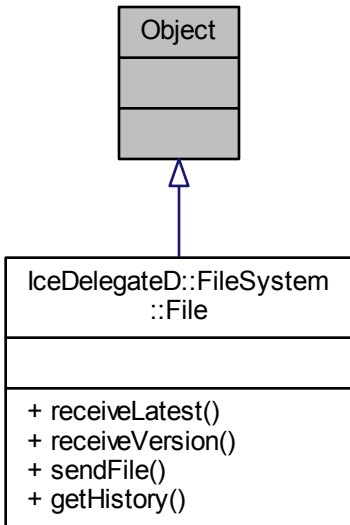 Object
IceDelegateD::FileSystem
::File
+ receiveLatest()
+ receiveVersion()
+ sendFile()
+ getHistory()